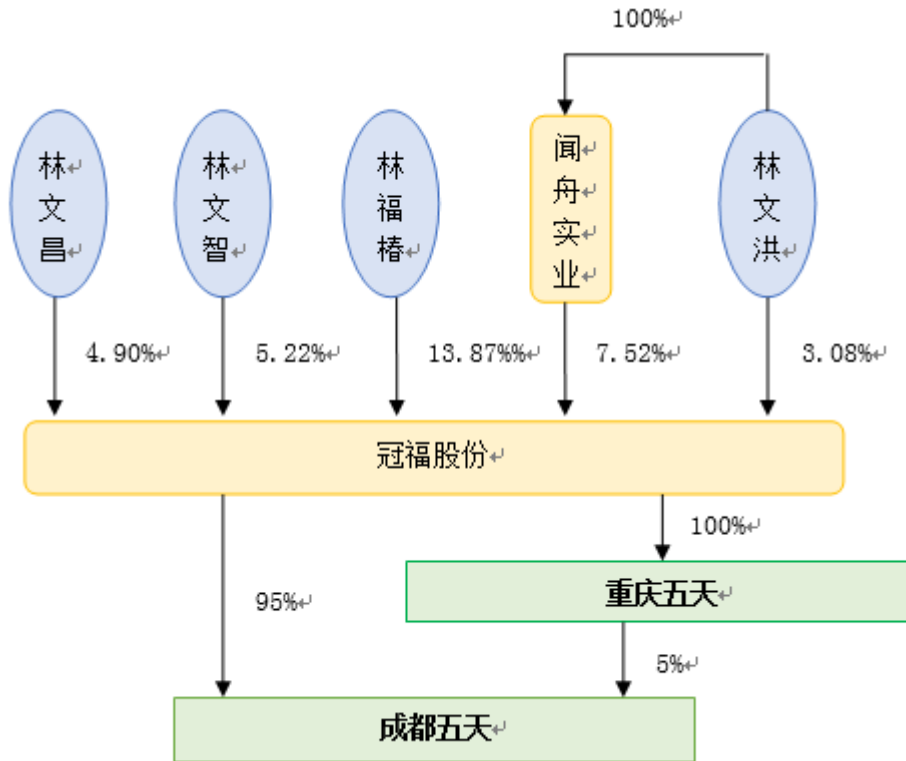 100%↵
林↵
文
昌↵
林↵
文
智↵
林
福
椿↵
闻↵
舟
实
业↵
林
文
洪↵
4.90%↵
5.22%↵
13.87%%↵
7.52%↵
3.08%↵
冠福股份↵
100%↵
95%↵
重庆五天↵
5%↵
成都五天↵